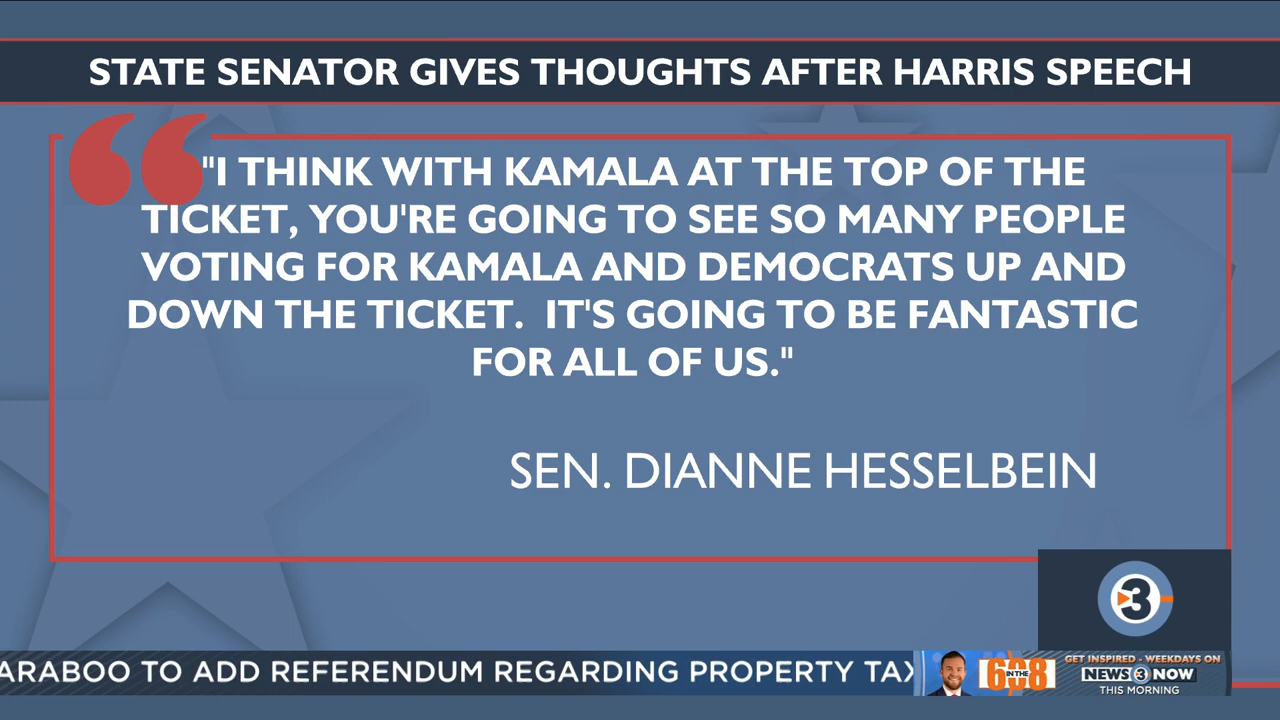 STATE SENATOR GIVES THOUGHTS AFTER HARRIS SPEECH
"I THINK WITH KAMALA AT THE TOP OF THE
TICKET, YOU'RE GOING TO SEE SO MANY PEOPLE
VOTING FOR KAMALA AND DEMOCRATS UP AND
DOWN THE TICKET.  IT'S GOING TO BE FANTASTIC
FOR ALL OF US."
SEN. DIANNE HESSELBEIN
3
ARABOO TO ADD REFERENDUM REGARDING PROPERTY TAX
608
IN THE
GET INSPIRED - WEEKDAYS ON
NEWS 3 NOW
THIS MORNING